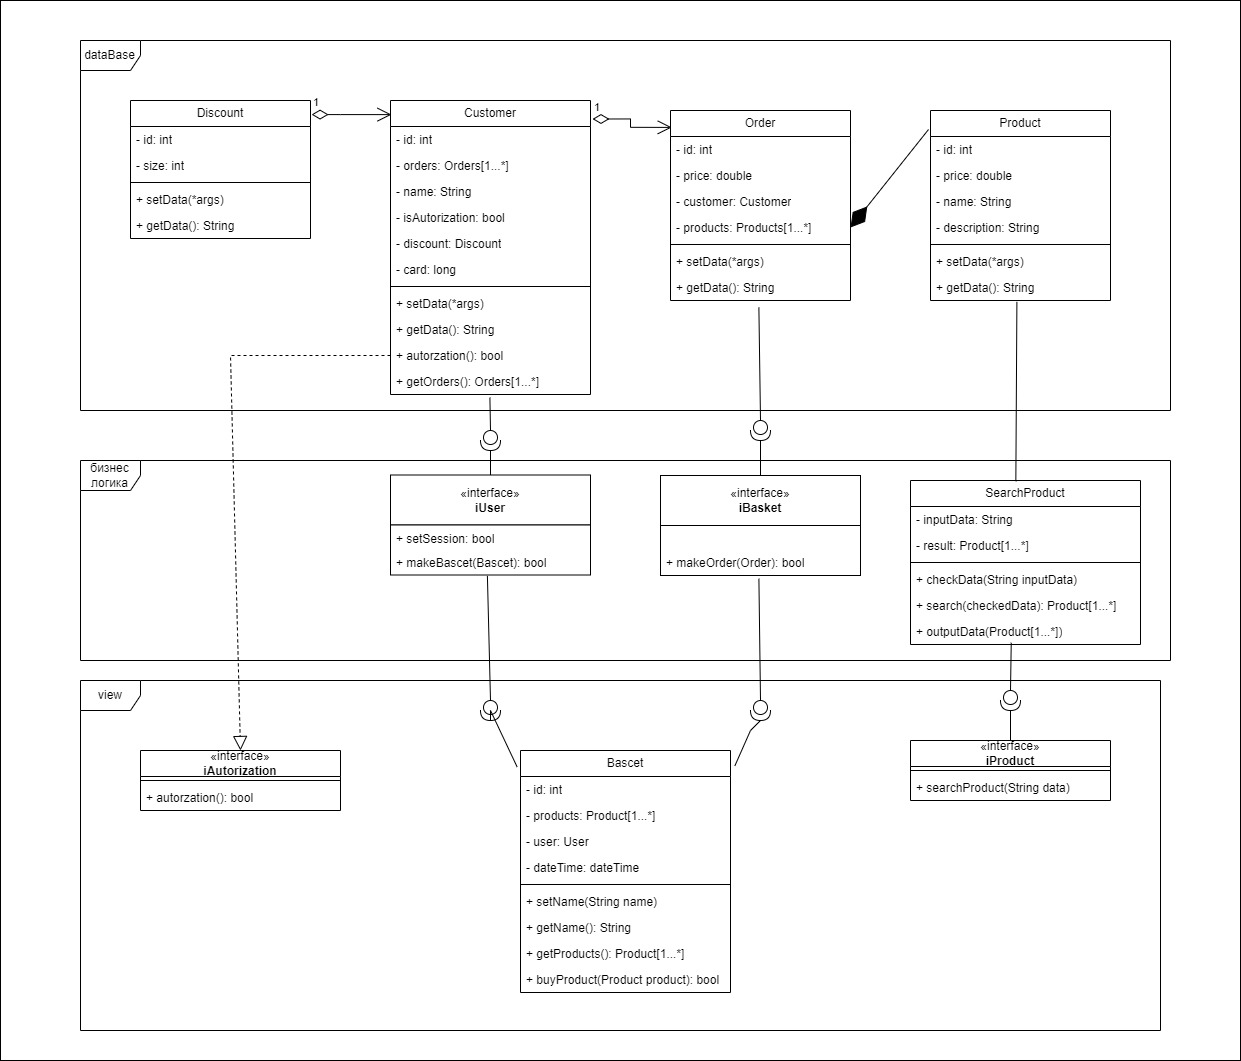 dataBase
1
Discount
- id: int
- size: int
+ setData(*args)
+ getData(): String
1
Customer
- id: int
- orders: Orders[1...*]
- name: String
- isAutorization: bool
- discount: Discount
- card: long
+ setData(*args)
+ getData(): String
+ autorzation(): bool
+ getOrders(): Orders[1...*]
Order
- id: int
- price: double
- customer: Customer
- products: Products[1...*]
+ setData(*args)
+ getData(): String
Product
- id: int
- price: double
- name: String
- description: String
+ setData(*args)
+ getData(): String
бизнес
логика
«interface»
iUser
+ setSession: bool
+ makeBascet(Bascet): bool
«interface»
iBasket
+ makeOrder(Order): bool
SearchProduct
- inputData: String
- result: Product[1...*]
+ checkData(String inputData)
+ search(checkedData): Product[1...*]
+ outputData(Product[1...*])
view
«interface»
iAutorization
+ autorzation(): bool
Bascet
- id: int
- products: Product[1...*]
- user: User
- dateTime: dateTime
+ setName(String name)
+ getName(): String
+ getProducts(): Product[1...*]
+ buyProduct(Product product): bool
«interface»
iProduct
+ searchProduct(String data)